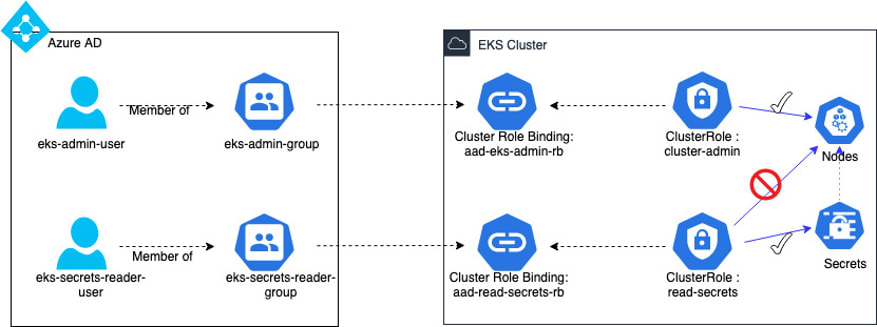 Azure AD
EKS Cluster
Member of
eks-admin-user
eks-admin-group
Cluster Role Binding:
aad-eks-admin-rb
ClusterRole :
cluster-admin
Nodes
Member of
eks-secrets-reader-
user
eks-secrets-reader-
group
Cluster Role Binding:
aad-read-secrets-rb
ClusterRole :
read-secrets
Secrets